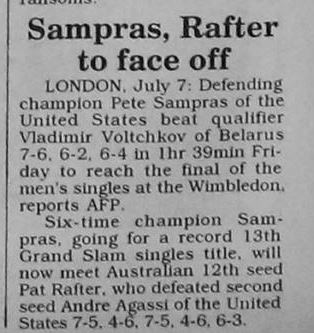 Sampras, Rafter
to face off
LONDON, July 7: Defending
champion Pete Sampras of the
United States beat qualifier
Vladimir Voltchkov of Belarus
7-6, 6-2, 6-4 in 1hr 39min Fri-
day to reach the final of the
men's singles at the Wimbledon,
reports AFP.
Six-time champion Sam-
pras, going for a record 13th
Grand Slam singles title, will
now meet Australian 12th seed
Pat Rafter, who defeated second
seed Andre Agassi of the United
States 7-5, 4-6, 7-5, 4-6, 6-3.